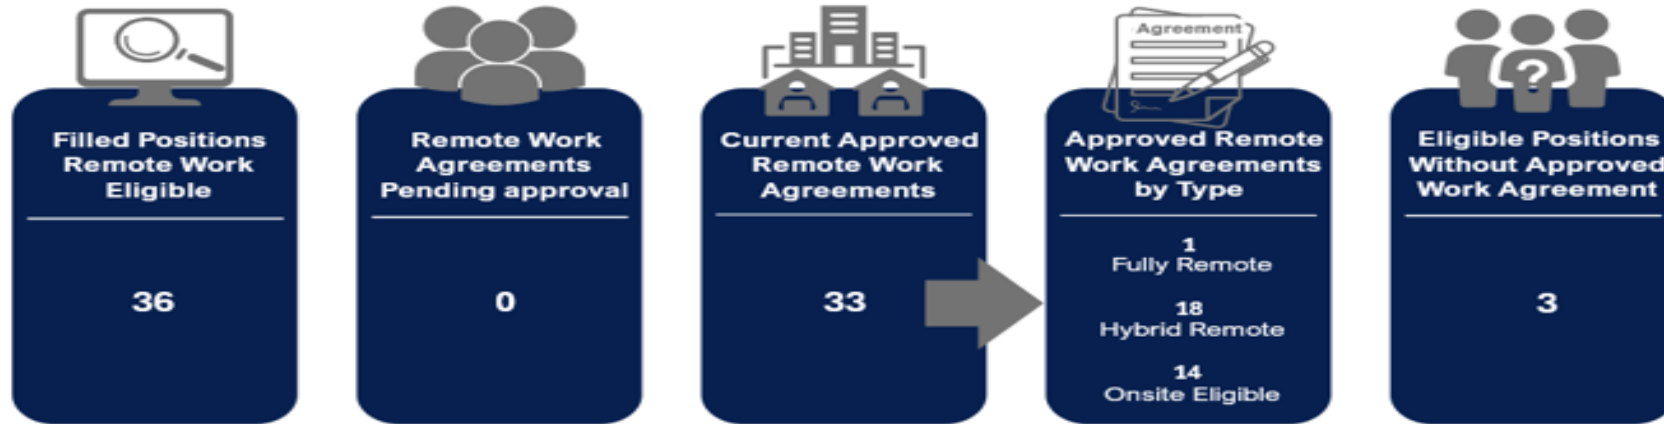 Filled Positions
Remote Work
Eligible
36
Remote Work
Agreements
Pending approval
0
Current Approved
Remote Work
Agreements
33
Agreement
Approved Remote
Work Agreements
by Type
1
Fully Remote
18
Hybrid Remote
14
Onsite Eligible
?
Eligible Positions
Without Approved
Work Agreement
3